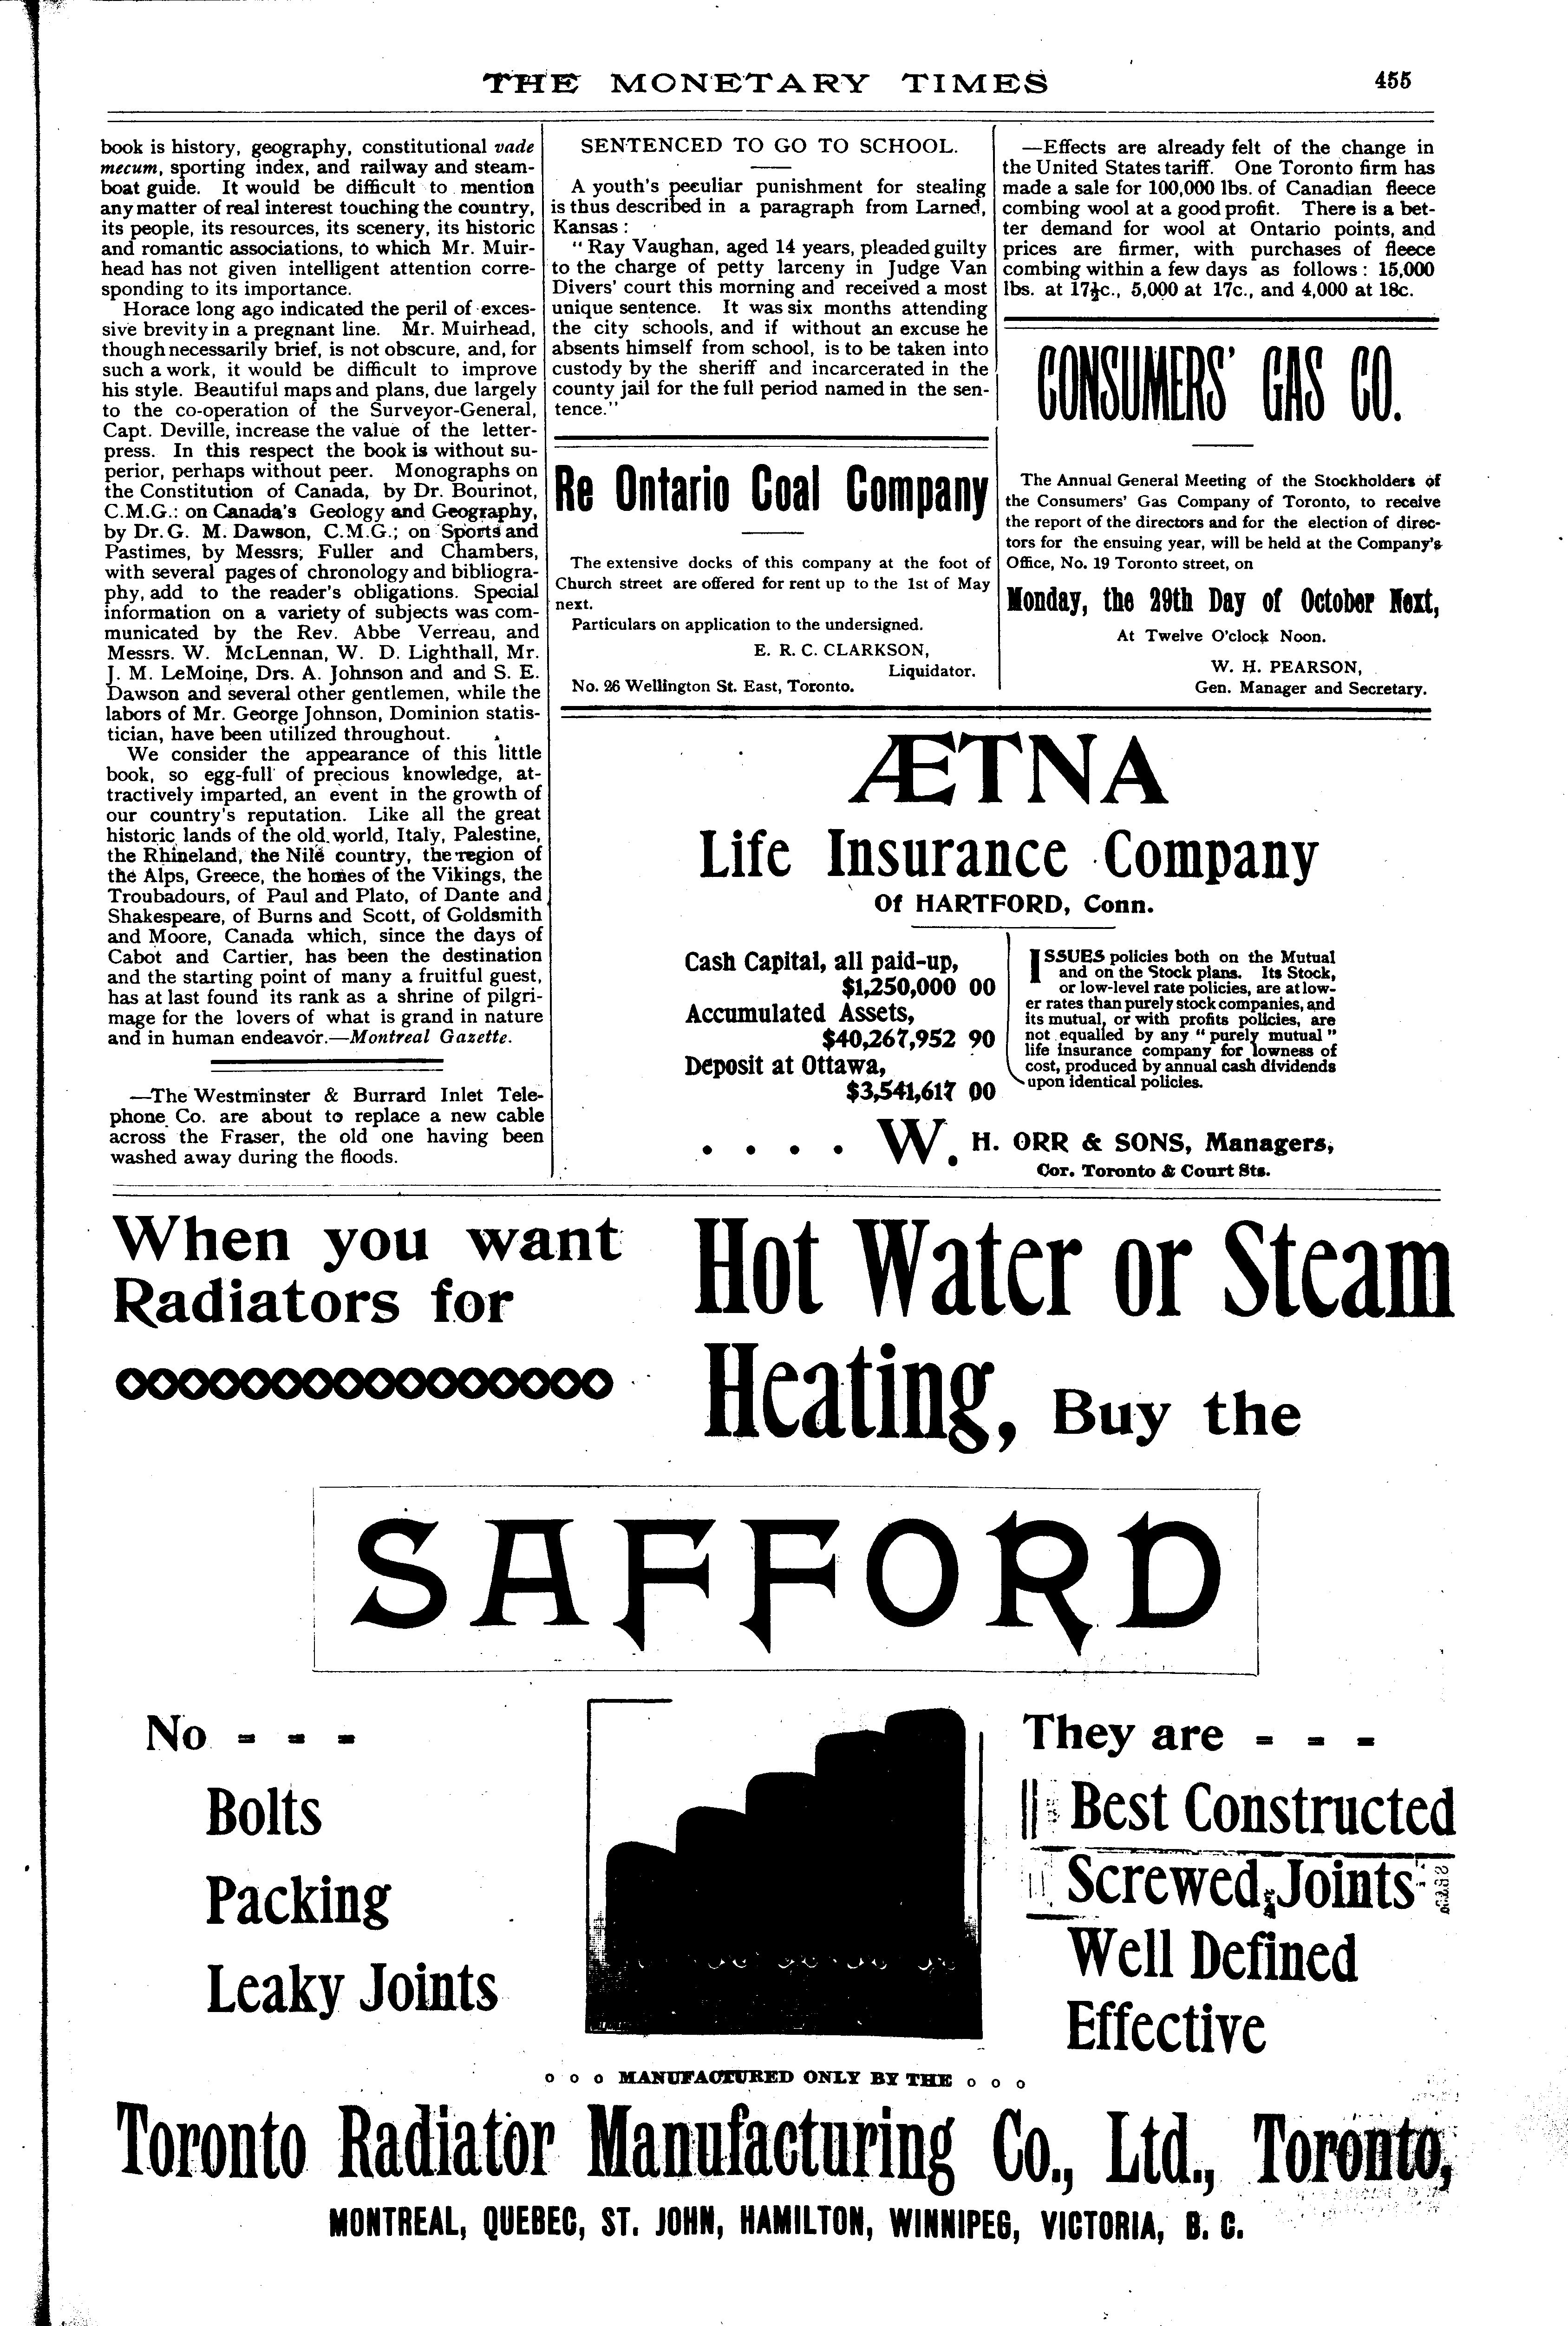 THE MONETARY TIMES
455
book is history, geography, constitutional vade
mecum, sporting index, and railway and steam-
boat guide. It would be difficult to mention
any matter of real interest touching the country,
its people, its resources, its scenery, its historic
and romantic associations, to which Mr. Muir-
head has not given intelligent attention corre-
sponding to its importance.
Horace long ago indicated the peril of exces-
sive brevity in a pregnant line. Mr. Muirhead,
though necessarily brief, is not obscure, and, for
such a work, it would be difficult to improve
his style. Beautiful maps and plans, due largely
to the co-operation of the Surveyor-General,
Capt. Deville, increase the value of the letter-
press. In this respect the book is without su-
perior, perhaps without peer. Monographs on
the Constitution of Canada, by Dr. Bourinot,
C.M.G.: on Canada's Geology and Geography,
by Dr. G. M. Dawson, C.M.G.; on Sports and
Pastimes, by Messrs, Fuller and Chambers,
with several pages of chronology and bibliogra-
phy, add to the reader's obligations. Special
information on a variety of subjects was com-
municated by the Rev. Abbe Verreau, and
Messrs. W. McLennan, W. D. Lighthall, Mr.
J. M. LeMoine, Drs. A. Johnson and and S. E.
Dawson and several other gentlemen, while the
labors of Mr. George Johnson, Dominion statis-
tician, have been utilized throughout.
We consider the appearance of this little
book, so egg-full of precious knowledge, at-
tractively imparted, an event in the growth of
our country's reputation. Like all the great
historic lands of the old world, Italy, Palestine,
the Rhineland, the Nile country, the region of
the Alps, Greece, the homes of the Vikings, the
Troubadours, of Paul and Plato, of Dante and
Shakespeare, of Burns and Scott, of Goldsmith
and Moore, Canada which, since the days of
Cabot and Cartier, has been the destination
and the starting point of many a fruitful guest,
has at last found its rank as a shrine of pilgri-
mage for the lovers of what is grand in nature
and in human endeavor.—Montreal Gazette.
—The Westminster & Burrard Inlet Tele-
phone Co. are about to replace a new cable
across the Fraser, the old one having been
washed away during the floods.
SENTENCED TO GO TO SCHOOL.
A youth's peculiar punishment for stealing
is thus described in a paragraph from Larned,
Kansas :
" Ray Vaughan, aged 14 years, pleaded guilty
to the charge of petty larceny in Judge Van
Divers' court this morning and received a most
unique sentence. It was six months attending
the city schools, and if without an excuse he
absents himself from school, is to be taken into
custody by the sheriff and incarcerated in the
county jail for the full period named in the sen-
tence."
Re Ontario Coal Company
The extensive docks of this company at the foot of
Church street are offered for rent up to the 1st of May
next.
Particulars on application to the undersigned.
E. R. C. CLARKSON,
Liquidator.
No. 26 Wellington St. East, Toronto.
—Effects are already felt of the change in
the United States tariff. One Toronto firm has
made a sale for 100,000 lbs. of Canadian fleece
combing wool at a good profit. There is a bet-
ter demand for wool at Ontario points, and
prices are firmer, with purchases of fleece
combing within a few days as follows : 15,000
lbs. at 17½c., 5,000 at 17c., and 4,000 at 18c.
CONSUMERS' GAS CO.
The Annual General Meeting of the Stockholders of
the Consumers' Gas Company of Toronto, to receive
the report of the directors and for the election of direc-
tors for the ensuing year, will be held at the Company's
Office, No. 19 Toronto street, on
Monday, the 29th Day of October Next,
At Twelve O'clock Noon.
W. H. PEARSON,
Gen. Manager and Secretary.
ÆTNA
Life Insurance Company
Of HARTFORD, Conn.
Cash Capital, all paid-up,
$1,250,000 00
Accumulated Assets,
$40,267,952 90
Deposit at Ottawa,
$3,541,617 00
ISSUES policies both on the Mutual
and on the Stock plans. Its Stock,
or low-level rate policies, are at low-
er rates than purely stock companies, and
its mutual, or with profits policies, are
not equalled by any " purely mutual "
life insurance company for lowness of
cost, produced by annual cash dividends
upon identical policies.
. . . . W. H. ORR & SONS, Managers,
Cor. Toronto & Court Sts.
When you want
Radiators for
Hot Water or Steam
Heating, Buy the
SAFFORD
No - - -
Bolts
Packing
Leaky Joints
They are - - -
Best Constructed
Screwed Joints
Well Defined
Effective
o o o MANUFACTURED ONLY BY THE o o o
Toronto Radiator Manufacturing Co., Ltd., Toronto,
MONTREAL, QUEBEC, ST. JOHN, HAMILTON, WINNIPEG, VICTORIA, B. C.